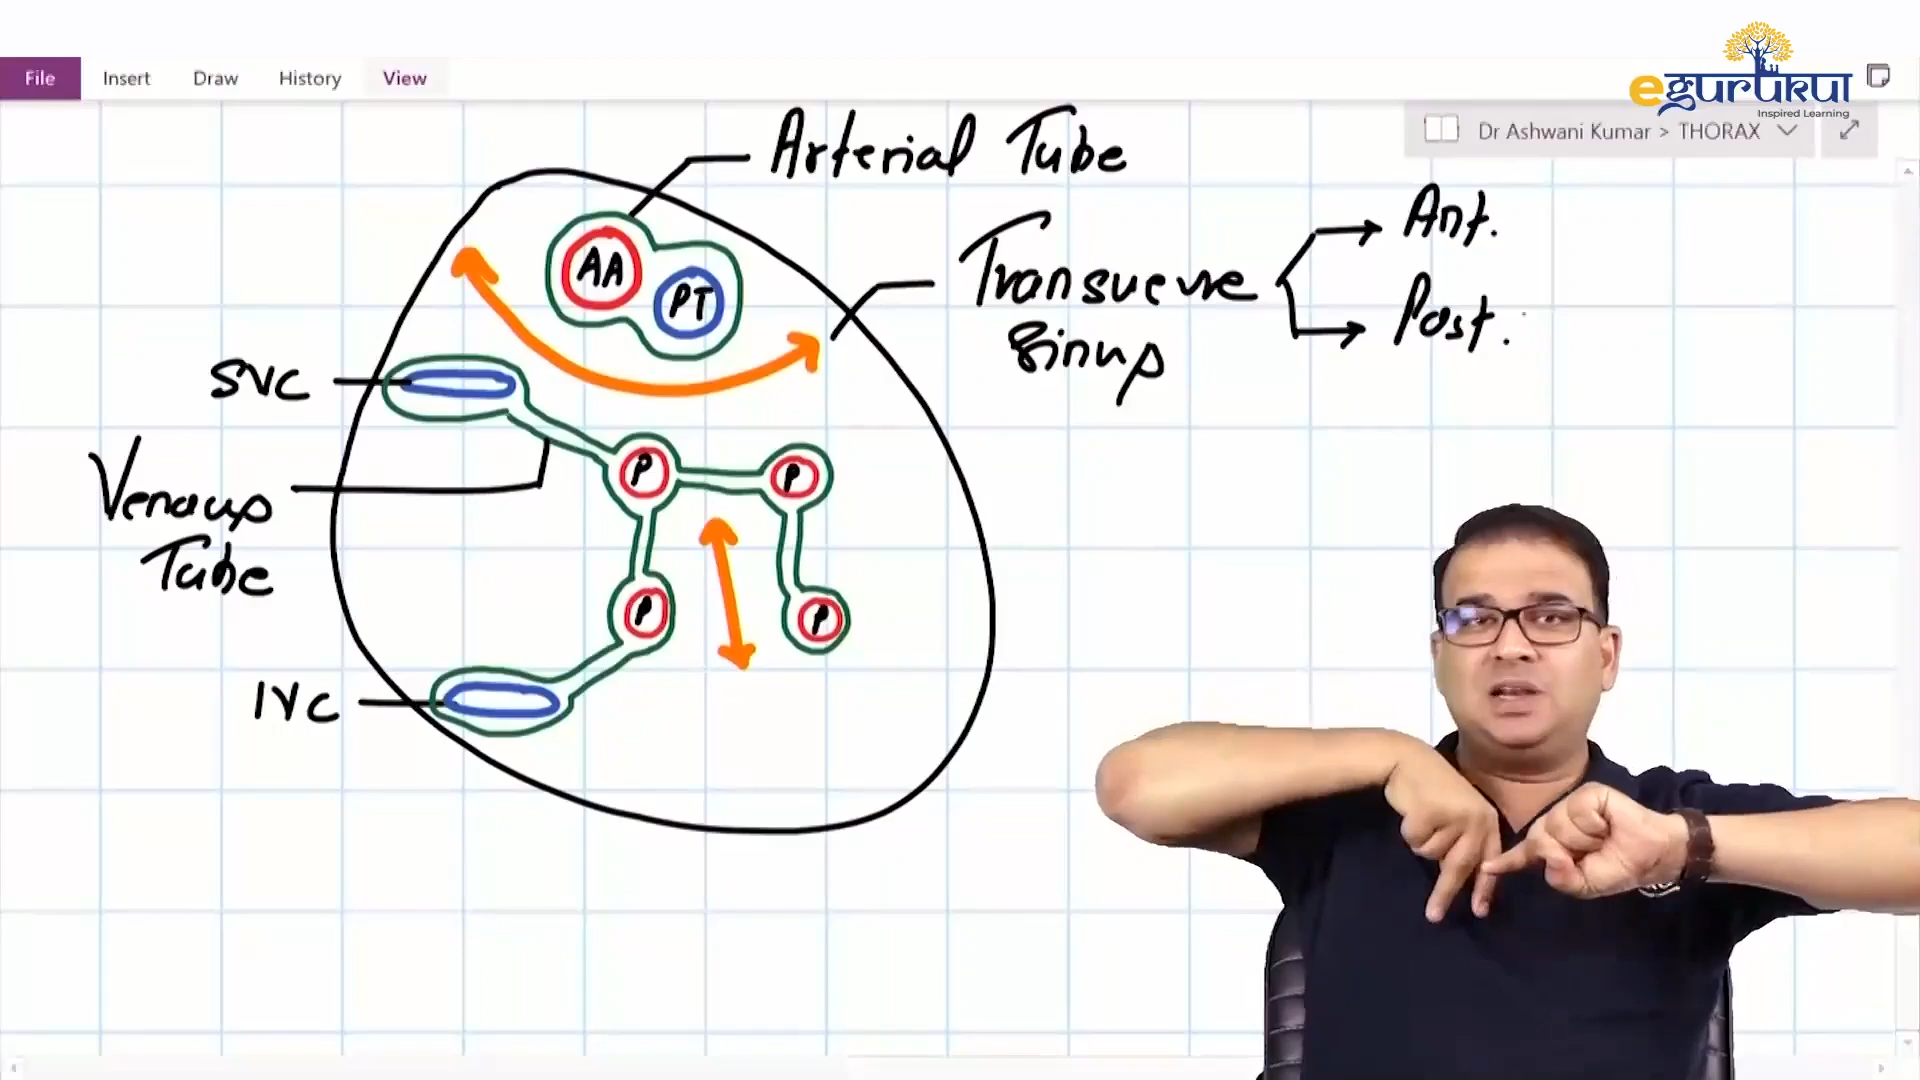 egurukul
Inspired Learning
File Insert Draw History View
Dr Ashwani Kumar > THORAX
Arterial Tube
AA
PT
Transverse
Sinus
Ant.
Post.
SVC
Venous
Tube
P
P
P
P
IVC